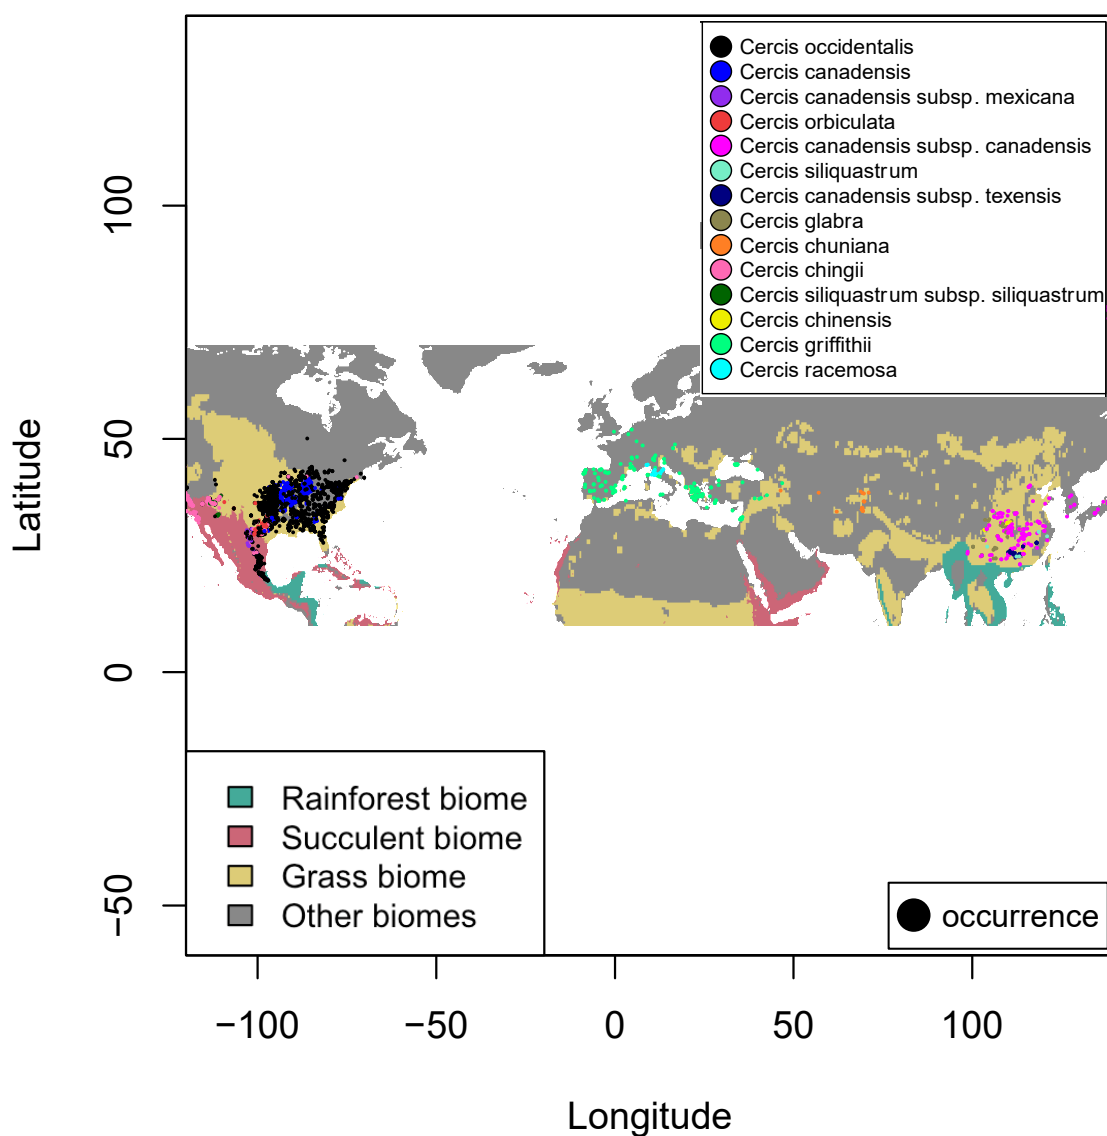 Cercis occidentalis
Cercis canadensis
Cercis canadensis subsp. mexicana
Cercis orbiculata
Cercis canadensis subsp. canadensis
Cercis siliquastrum
Cercis canadensis subsp. texensis
Cercis glabra
Cercis chuniana
Cercis chingii
Cercis siliquastrum subsp. siliquastrum
Cercis chinensis
Cercis griffithii
Cercis racemosa
100
50
0
−50
Latitude
Rainforest biome
Succulent biome
Grass biome
Other biomes
occurrence
−100 −50 0 50 100
Longitude